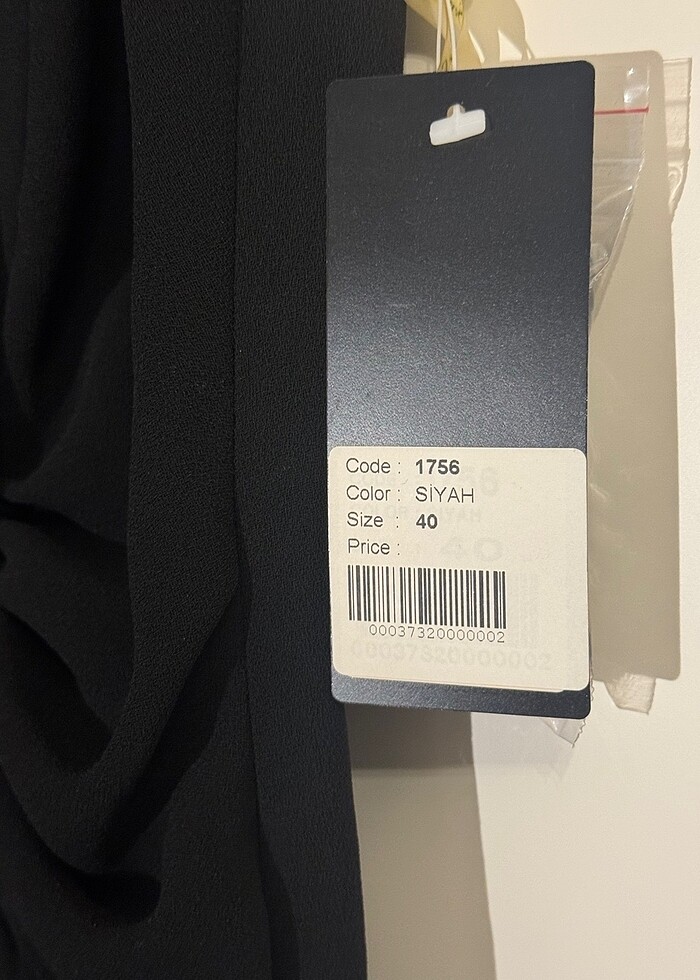 Code : 1756
Color : SİYAH
Size : 40
Price :
00037320000002